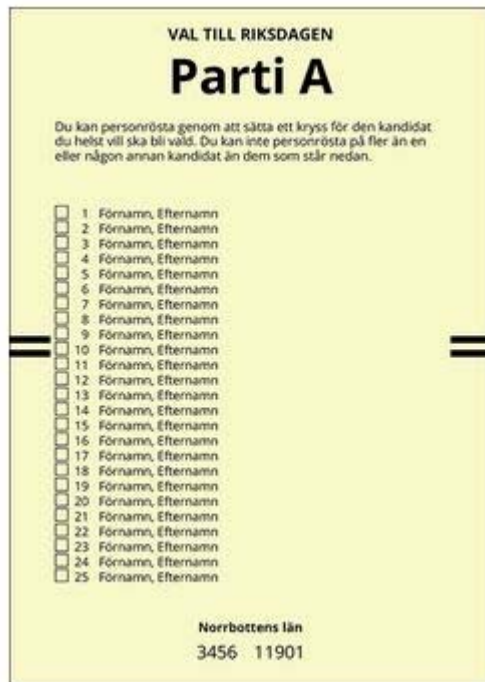 VAL TILL RIKSDAGEN
Parti A
Du kan personrösta genom att sätta ett kryss för den kandidat
du helst vill ska bli vald. Du kan inte personrösta på fler än en
eller någon annan kandidat än dem som står nedan.
1 Förnamn, Efternamn
2 Förnamn, Efternamn
3 Förnamn, Efternamn
4 Förnamn, Efternamn
5 Förnamn, Efternamn
6 Förnamn, Efternamn
7 Förnamn, Efternamn
8 Förnamn, Efternamn
9 Förnamn, Efternamn
10 Förnamn, Efternamn
11 Förnamn, Efternamn
12 Förnamn, Efternamn
13 Förnamn, Efternamn
14 Förnamn, Efternamn
15 Förnamn, Efternamn
16 Förnamn, Efternamn
17 Förnamn, Efternamn
18 Förnamn, Efternamn
19 Förnamn, Efternamn
20 Förnamn, Efternamn
21 Förnamn, Efternamn
22 Förnamn, Efternamn
23 Förnamn, Efternamn
24 Förnamn, Efternamn
25 Förnamn, Efternamn
Norrbottens län
3456 11901